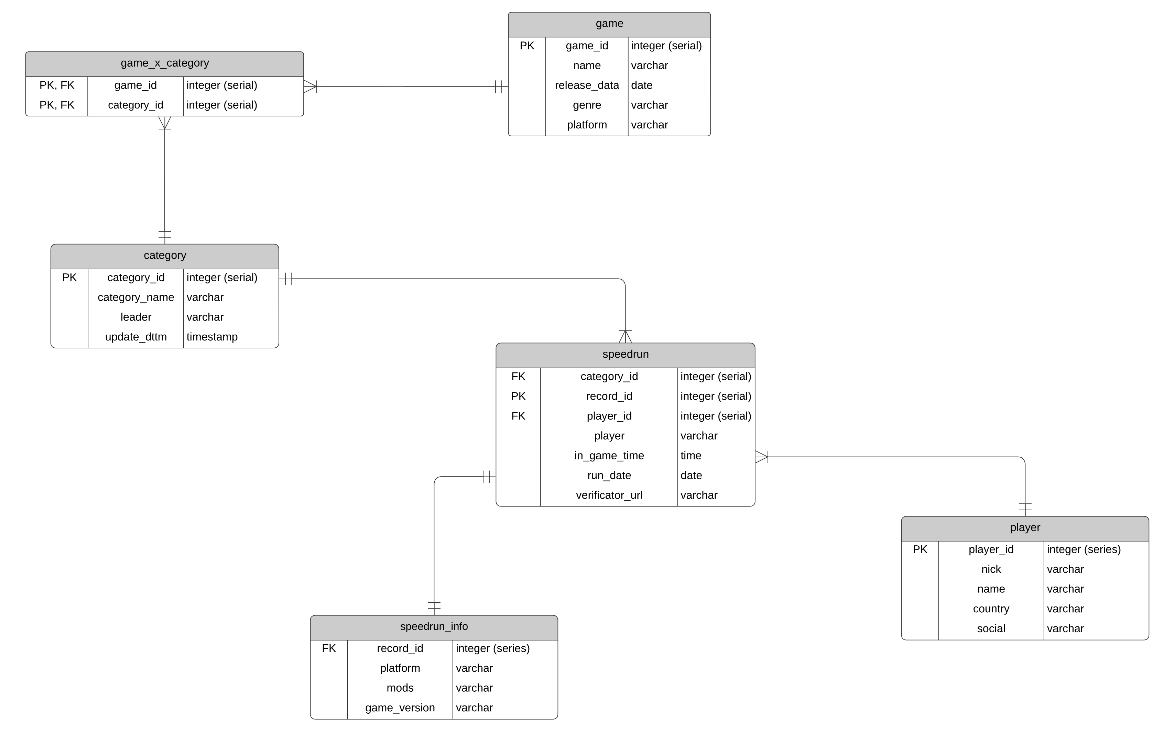 game
PK game_id integer (serial)
name varchar
release_data date
genre varchar
platform varchar
game_x_category
PK, FK game_id integer (serial)
PK, FK category_id integer (serial)
category
PK category_id integer (serial)
category_name varchar
leader varchar
update_dttm timestamp
speedrun
FK category_id integer (serial)
PK record_id integer (serial)
FK player_id integer (serial)
player varchar
in_game_time time
run_date date
verificator_url varchar
player
PK player_id integer (series)
nick varchar
name varchar
country varchar
social varchar
speedrun_info
FK record_id integer (series)
platform varchar
mods varchar
game_version varchar